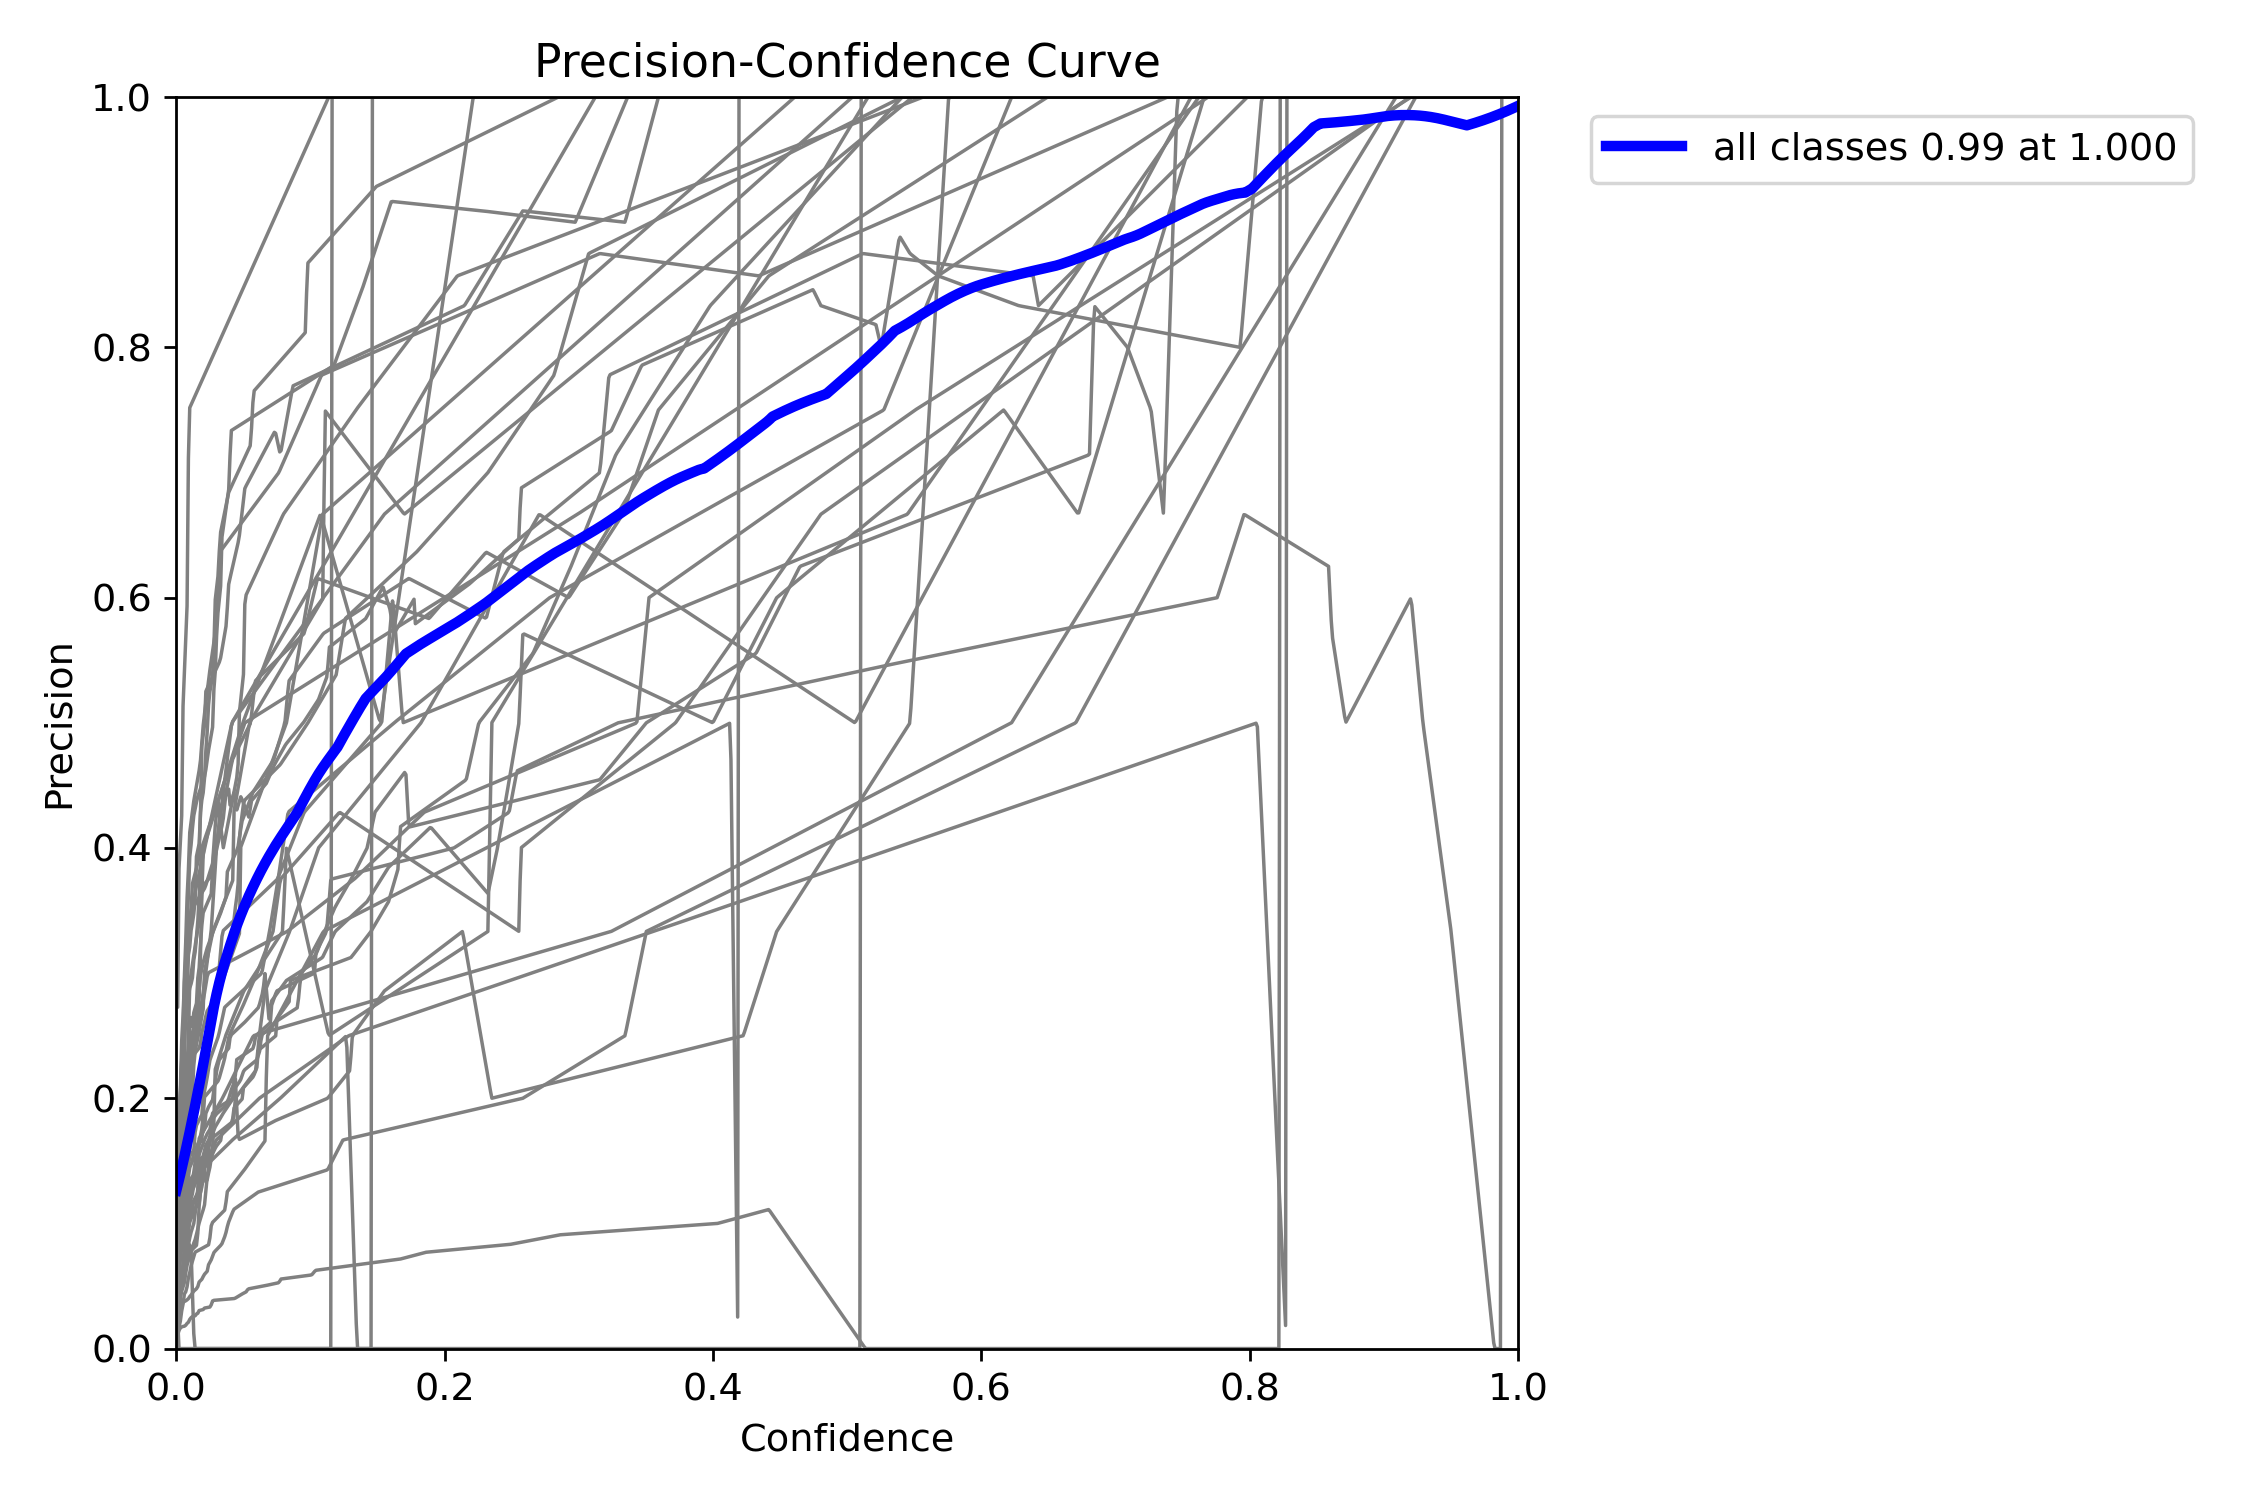 Precision-Confidence Curve
all classes 0.99 at 1.000
1.0
0.8
0.6
0.4
0.2
0.0
Precision
0.0 0.2 0.4 0.6 0.8 1.0
Confidence